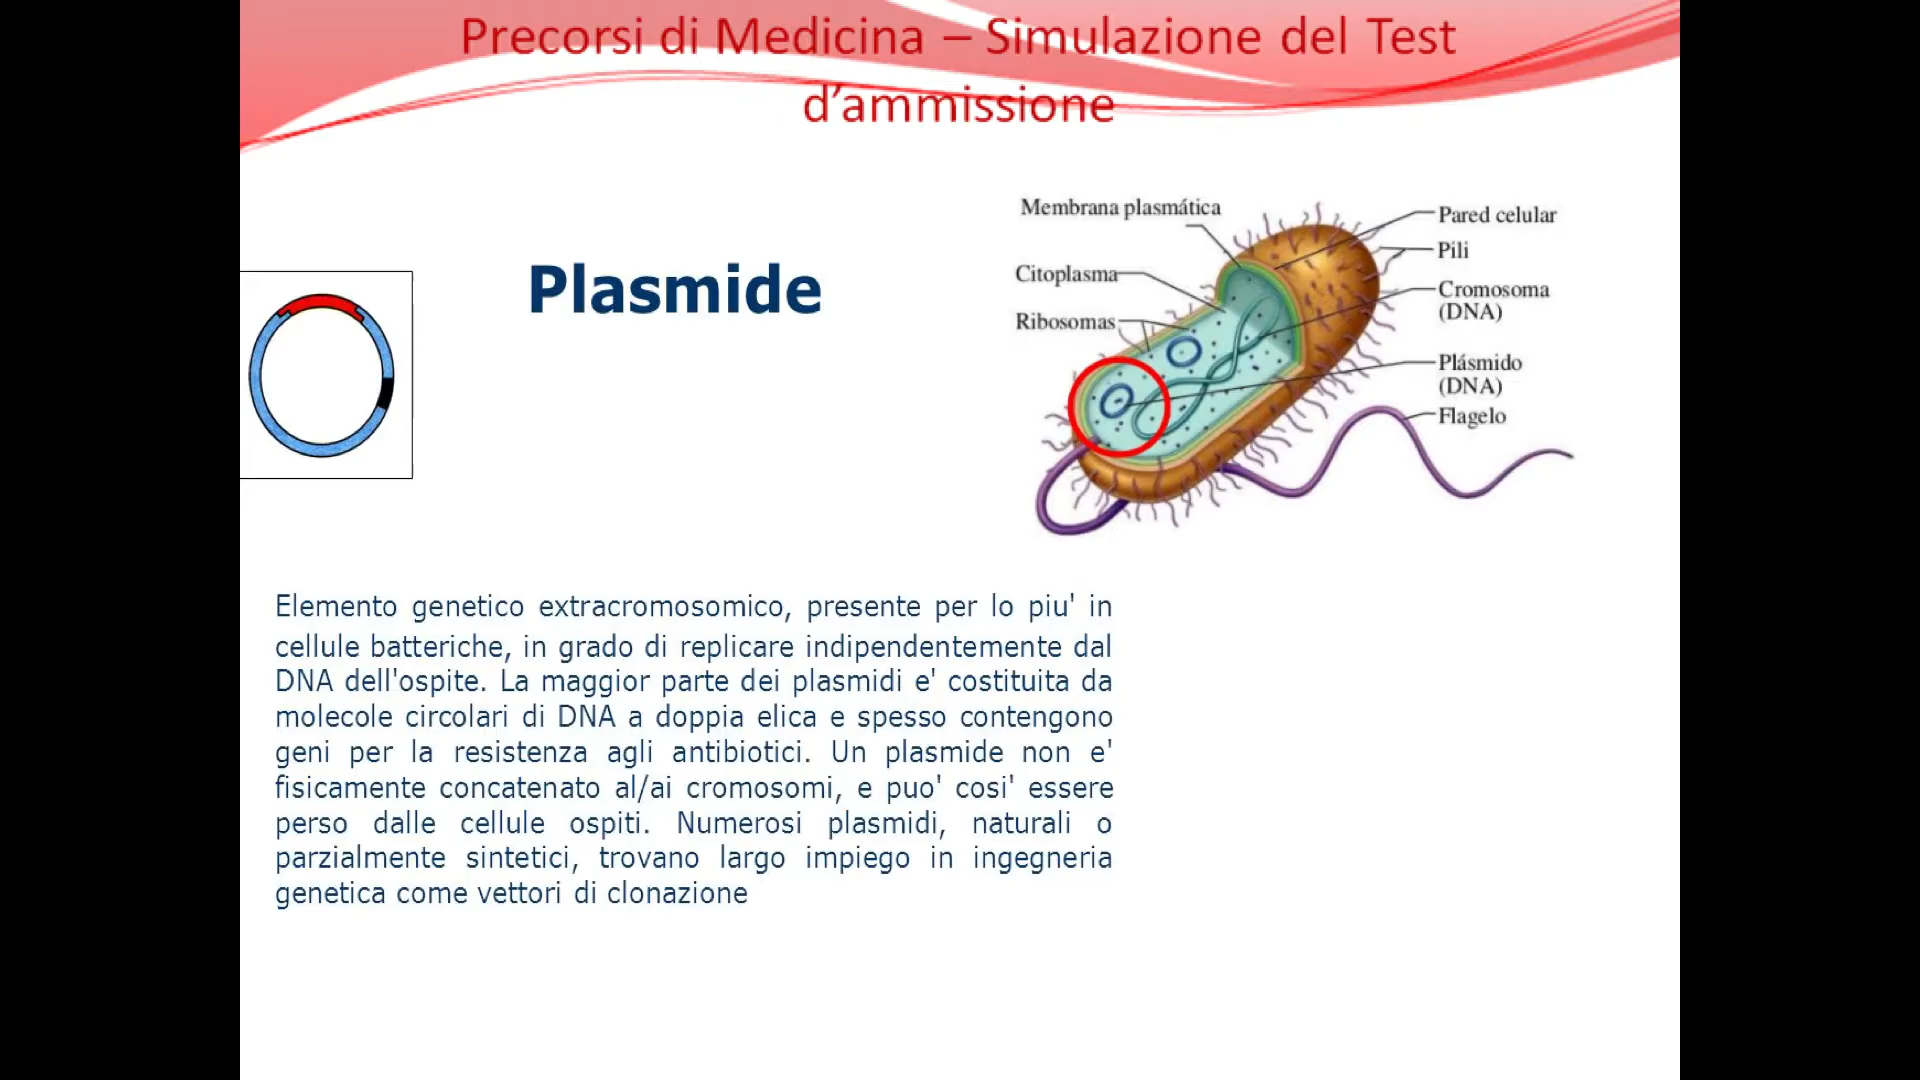 Precorsi di Medicina – Simulazione del Test
d’ammissione
Plasmide
Membrana plasmática
Citoplasma
Ribosomas
Pared celular
Pili
Cromosoma
(DNA)
Plásmido
(DNA)
Flagelo
Elemento genetico extracromosomico, presente per lo piu' in
cellule batteriche, in grado di replicare indipendentemente dal
DNA dell'ospite. La maggior parte dei plasmidi e' costituita da
molecole circolari di DNA a doppia elica e spesso contengono
geni per la resistenza agli antibiotici. Un plasmide non e'
fisicamente concatenato al/ai cromosomi, e puo' cosi' essere
perso dalle cellule ospiti. Numerosi plasmidi, naturali o
parzialmente sintetici, trovano largo impiego in ingegneria
genetica come vettori di clonazione